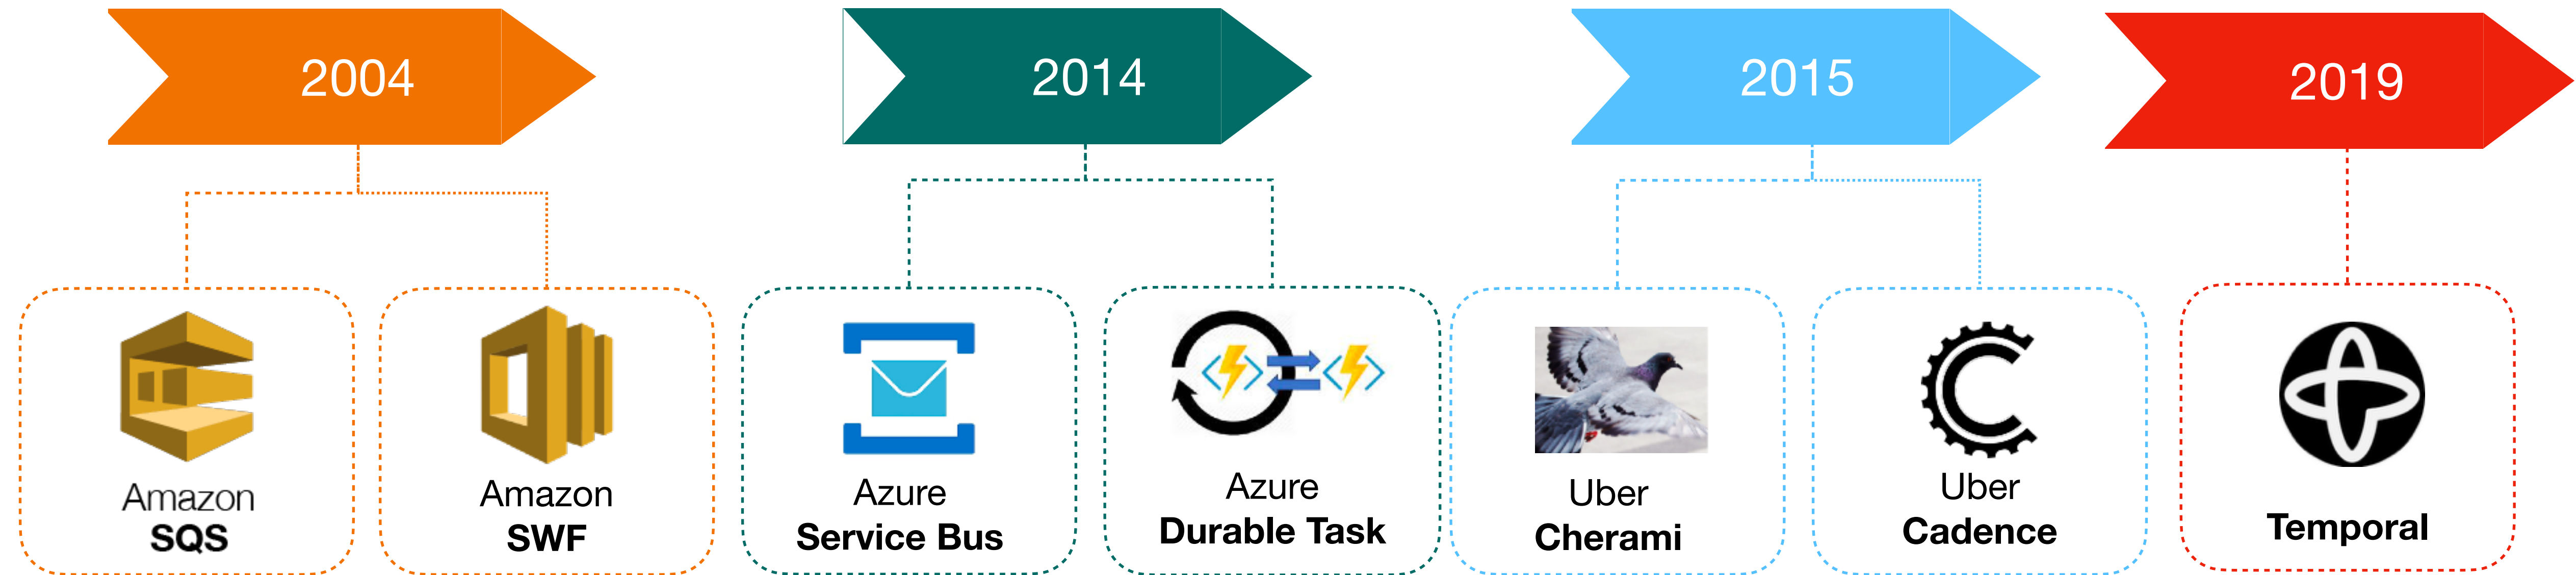 2004
2014
2015
2019
Amazon
SQS
Amazon
SWF
Azure
Service Bus
Azure
Durable Task
Uber
Cherami
Uber
Cadence
Temporal